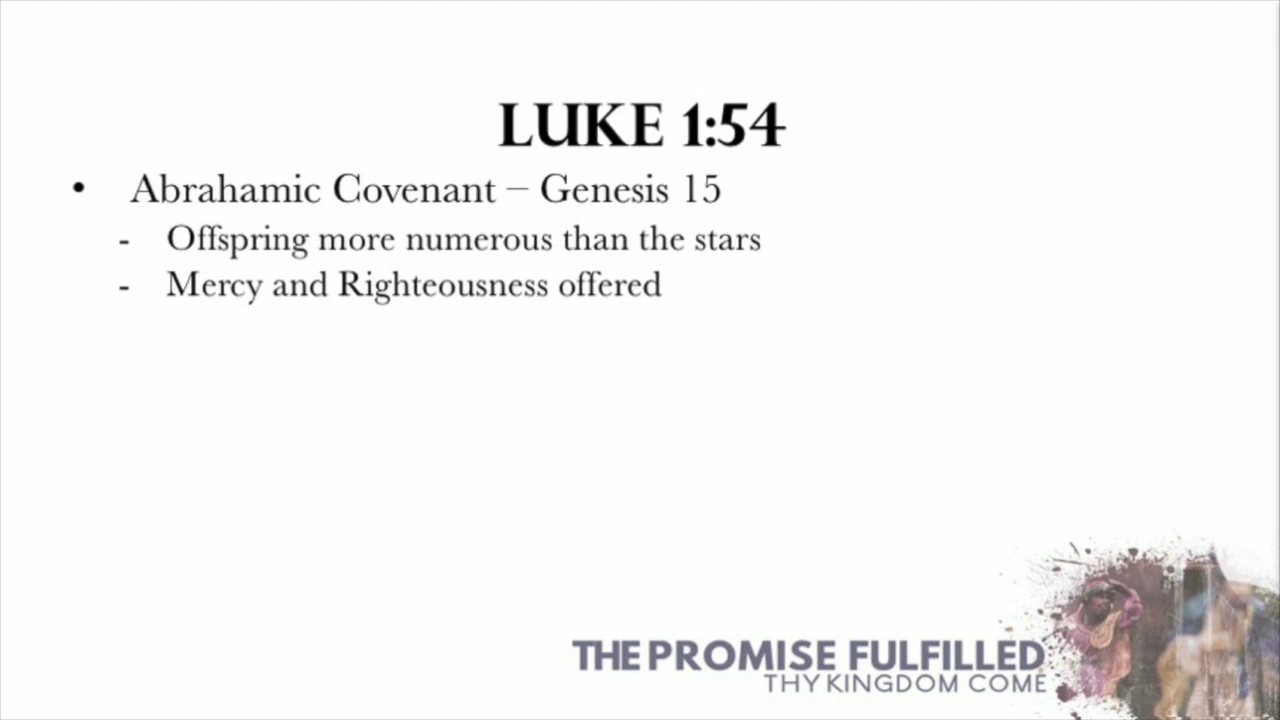 LUKE 1:54
• Abrahamic Covenant – Genesis 15
- Offspring more numerous than the stars
- Mercy and Righteousness offered
THE PROMISE FULFILLED
THY KINGDOM COME